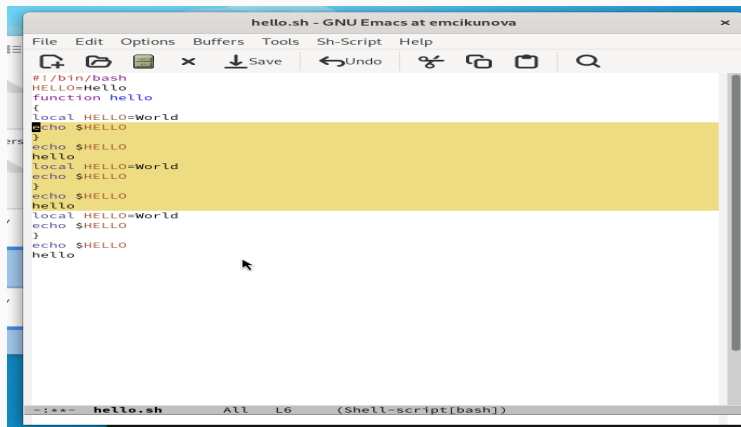 hello.sh - GNU Emacs at emcikunova ×
File Edit Options Buffers Tools Sh-Script Help
Save Undo
#!/bin/bash
HELLO=Hello
function hello
{
local HELLO=World
echo $HELLO
}
echo $HELLO
hello
local HELLO=World
echo $HELLO
}
echo $HELLO
hello
local HELLO=World
echo $HELLO
}
echo $HELLO
hello
ers
-:**- hello.sh All L6 (Shell-script[bash])